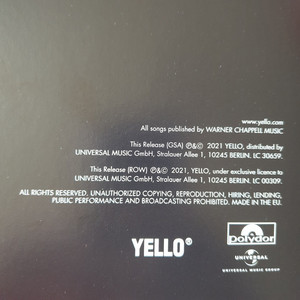 www.yello.com
All songs published by WARNER CHAPPELL MUSIC
This Release (GSA) ℗&© 2021 YELLO, distributed by
UNIVERSAL MUSIC GmbH, Stralauer Allee 1, 10245 BERLIN. LC 30659.
This Release (ROW) ℗&© 2021, YELLO, under exclusive licence to
UNIVERSAL MUSIC GmbH, Stralauer Allee 1, 10245 BERLIN. LC 00309.
ALL RIGHTS RESERVED. UNAUTHORIZED COPYING, REPRODUCTION, HIRING, LENDING,
PUBLIC PERFORMANCE AND BROADCASTING PROHIBITED. MADE IN THE EU.
YELLO®
Polydor
UNIVERSAL
UNIVERSAL MUSIC GROUP